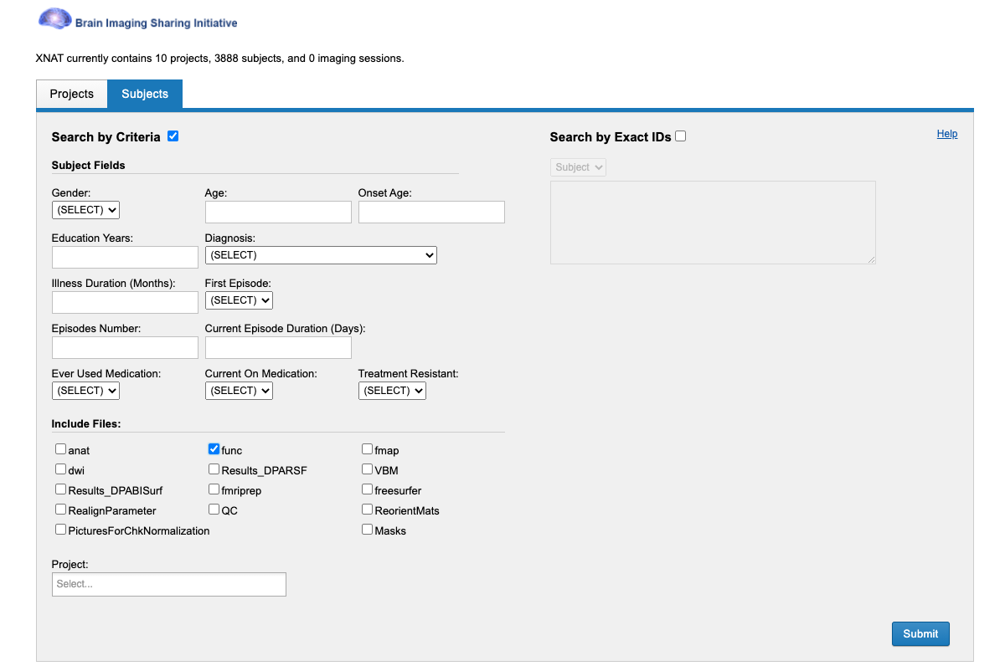 Brain Imaging Sharing Initiative
XNAT currently contains 10 projects, 3888 subjects, and 0 imaging sessions.
Projects Subjects
Search by Criteria
Search by Exact IDs
Help
Subject Fields
Subject
Gender: Age: Onset Age:
(SELECT)
Education Years: Diagnosis:
(SELECT)
Illness Duration (Months): First Episode:
(SELECT)
Episodes Number: Current Episode Duration (Days):
Ever Used Medication: Current On Medication: Treatment Resistant:
(SELECT) (SELECT) (SELECT)
Include Files:
anat func fmap
dwi Results_DPARSF VBM
Results_DPABISurf fmriprep freesurfer
RealignParameter QC ReorientMats
PicturesForChkNormalization Masks
Project:
Select...
Submit